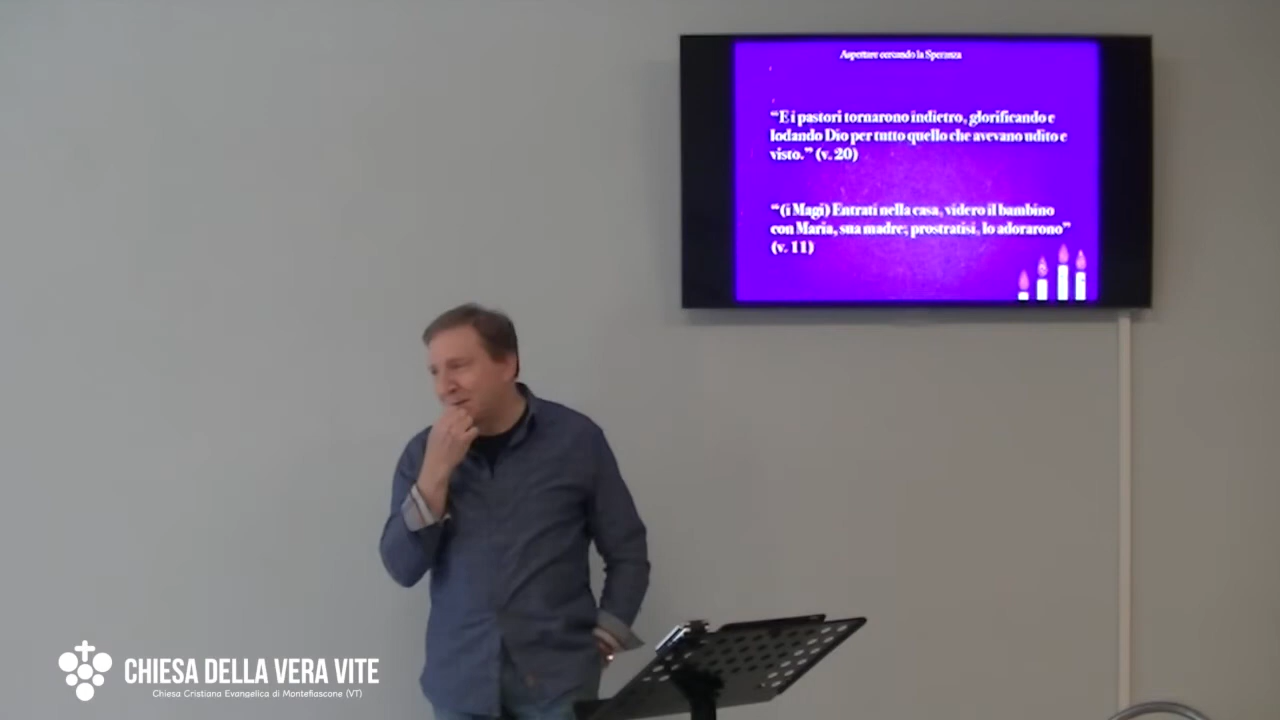 Aspettare cercando la Speranza
“E i pastori tornarono indietro, glorificando e
lodando Dio per tutto quello che avevano udito e
visto.” (v. 20)
“(i Magi) Entrati nella casa, videro il bambino
con Maria, sua madre; prostratisi, lo adorarono”
(v. 11)
CHIESA DELLA VERA VITE
Chiesa Cristiana Evangelica di Montefiascone (VT)